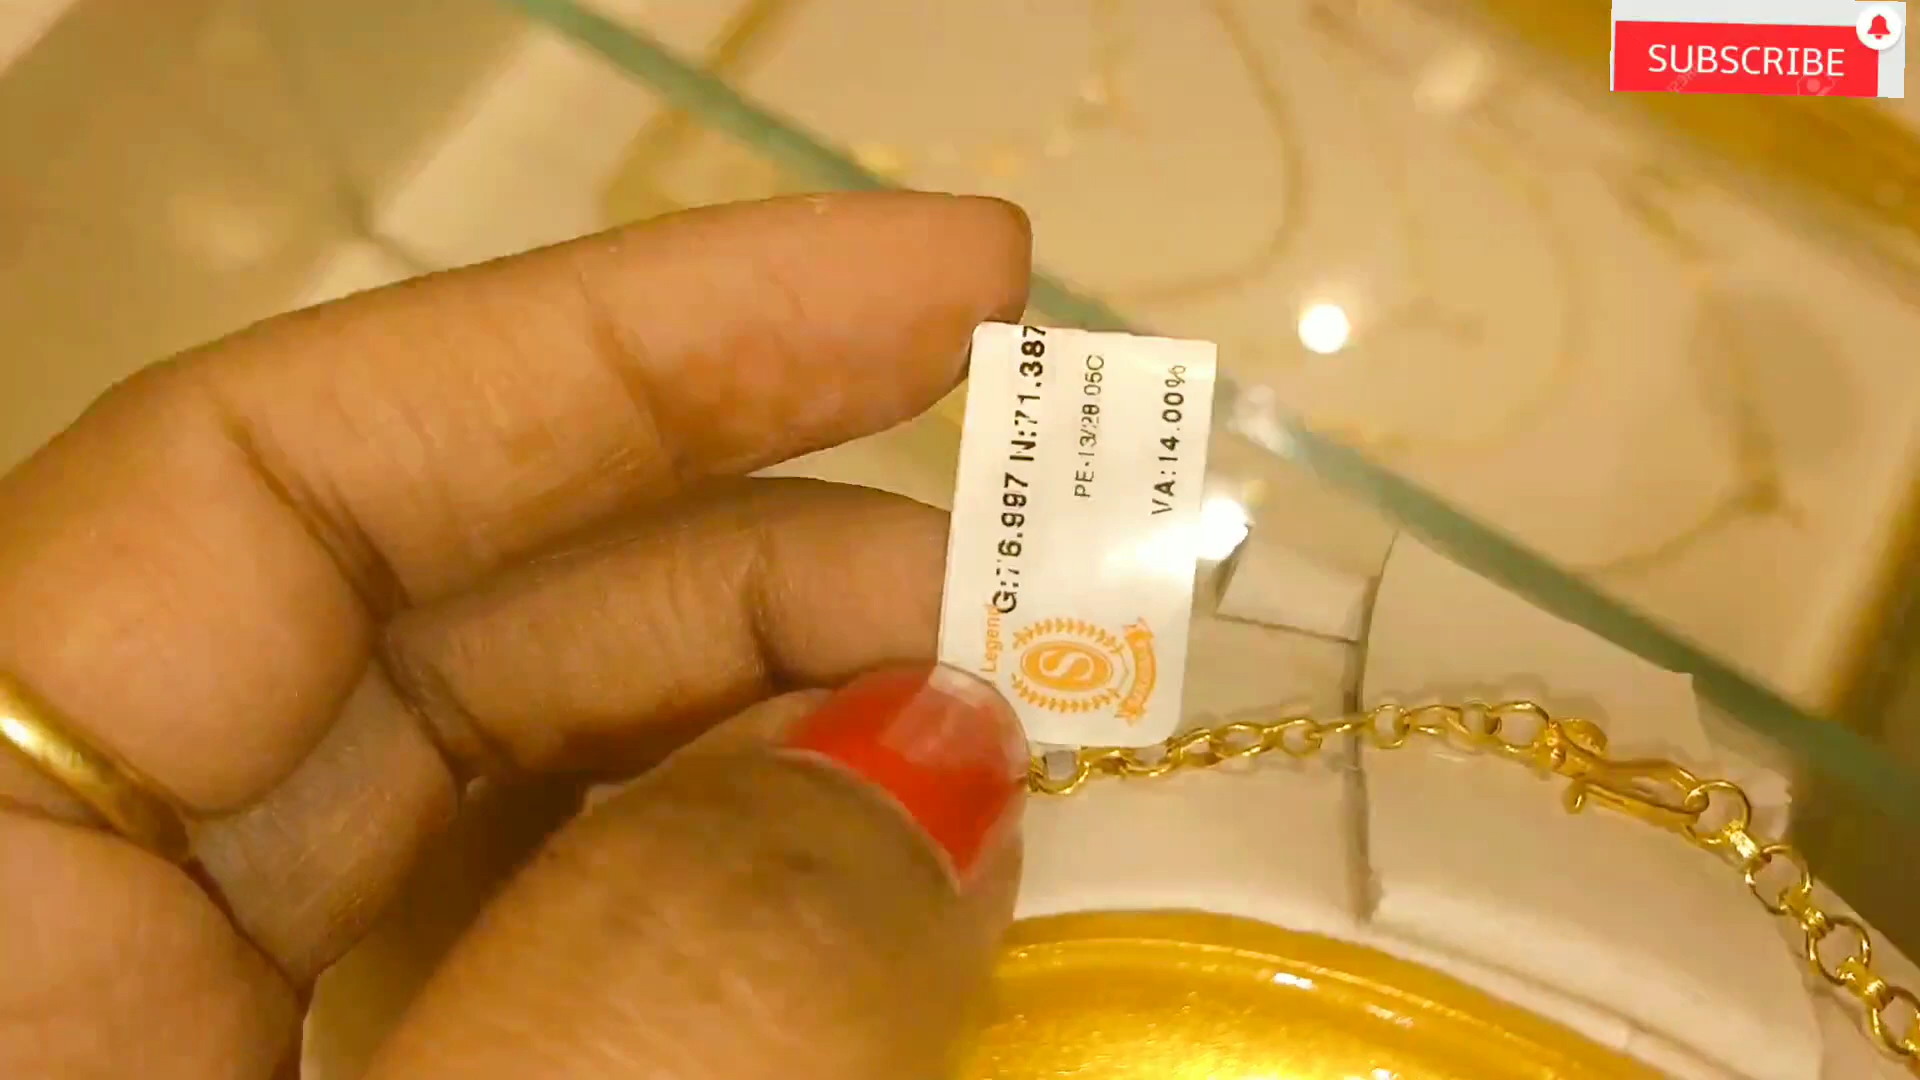 SUBSCRIBE
G:76.997 N:71.387
PE-13/28.05C
VA:14.00%
Legend
S